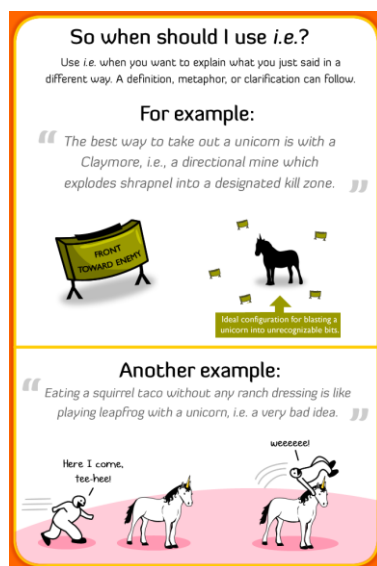 So when should I use i.e.?
Use i.e. when you want to explain what you just said in a
different way. A definition, metaphor, or clarification can follow.
For example:
“ The best way to take out a unicorn is with a
Claymore, i.e., a directional mine which
explodes shrapnel into a designated kill zone. ”
FRONT
TOWARD ENEMY
Ideal configuration for blasting a
unicorn into unrecognizable bits.
Another example:
“ Eating a squirrel taco without any ranch dressing is like
playing leapfrog with a unicorn, i.e. a very bad idea. ”
weeeeee!
Here I come,
tee-hee!